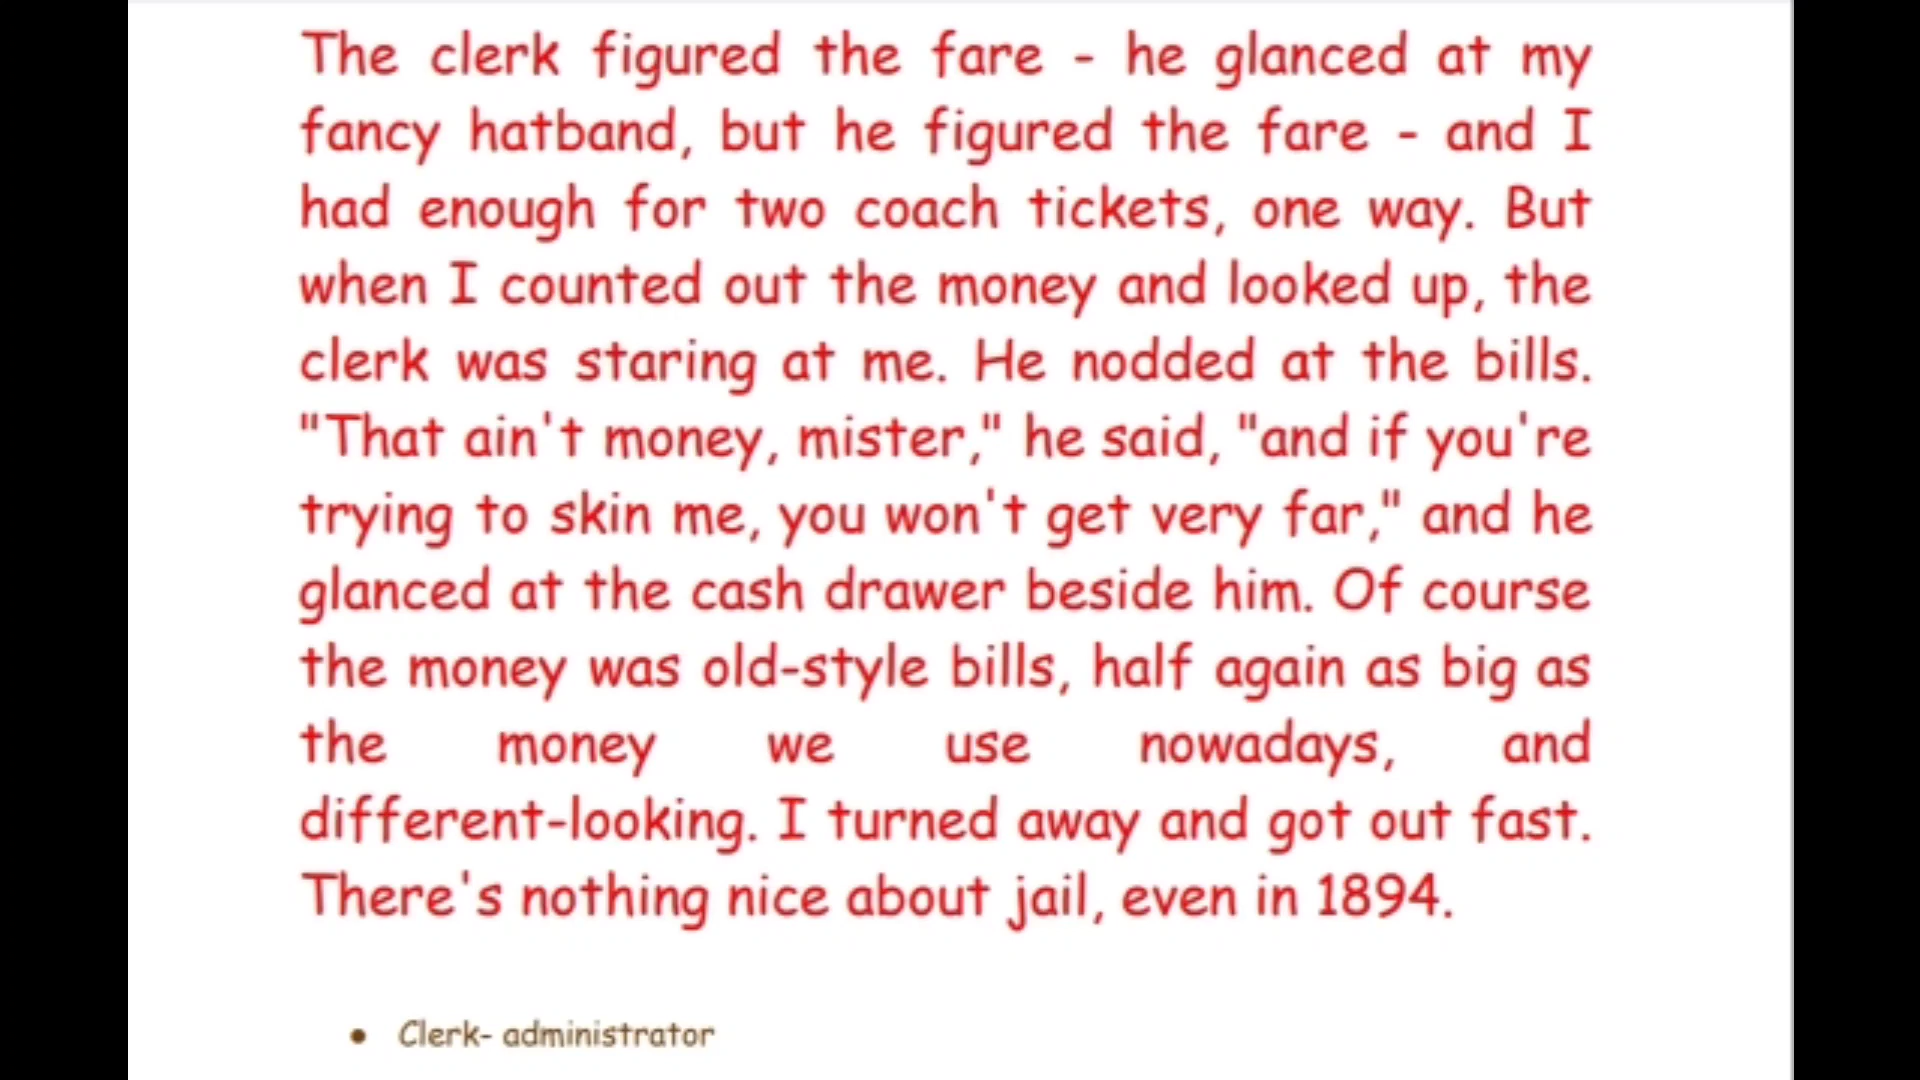 The clerk figured the fare - he glanced at my
fancy hatband, but he figured the fare - and I
had enough for two coach tickets, one way. But
when I counted out the money and looked up, the
clerk was staring at me. He nodded at the bills.
"That ain't money, mister," he said, "and if you're
trying to skin me, you won't get very far," and he
glanced at the cash drawer beside him. Of course
the money was old-style bills, half again as big as
the money we use nowadays, and
different-looking. I turned away and got out fast.
There's nothing nice about jail, even in 1894.
● Clerk- administrator